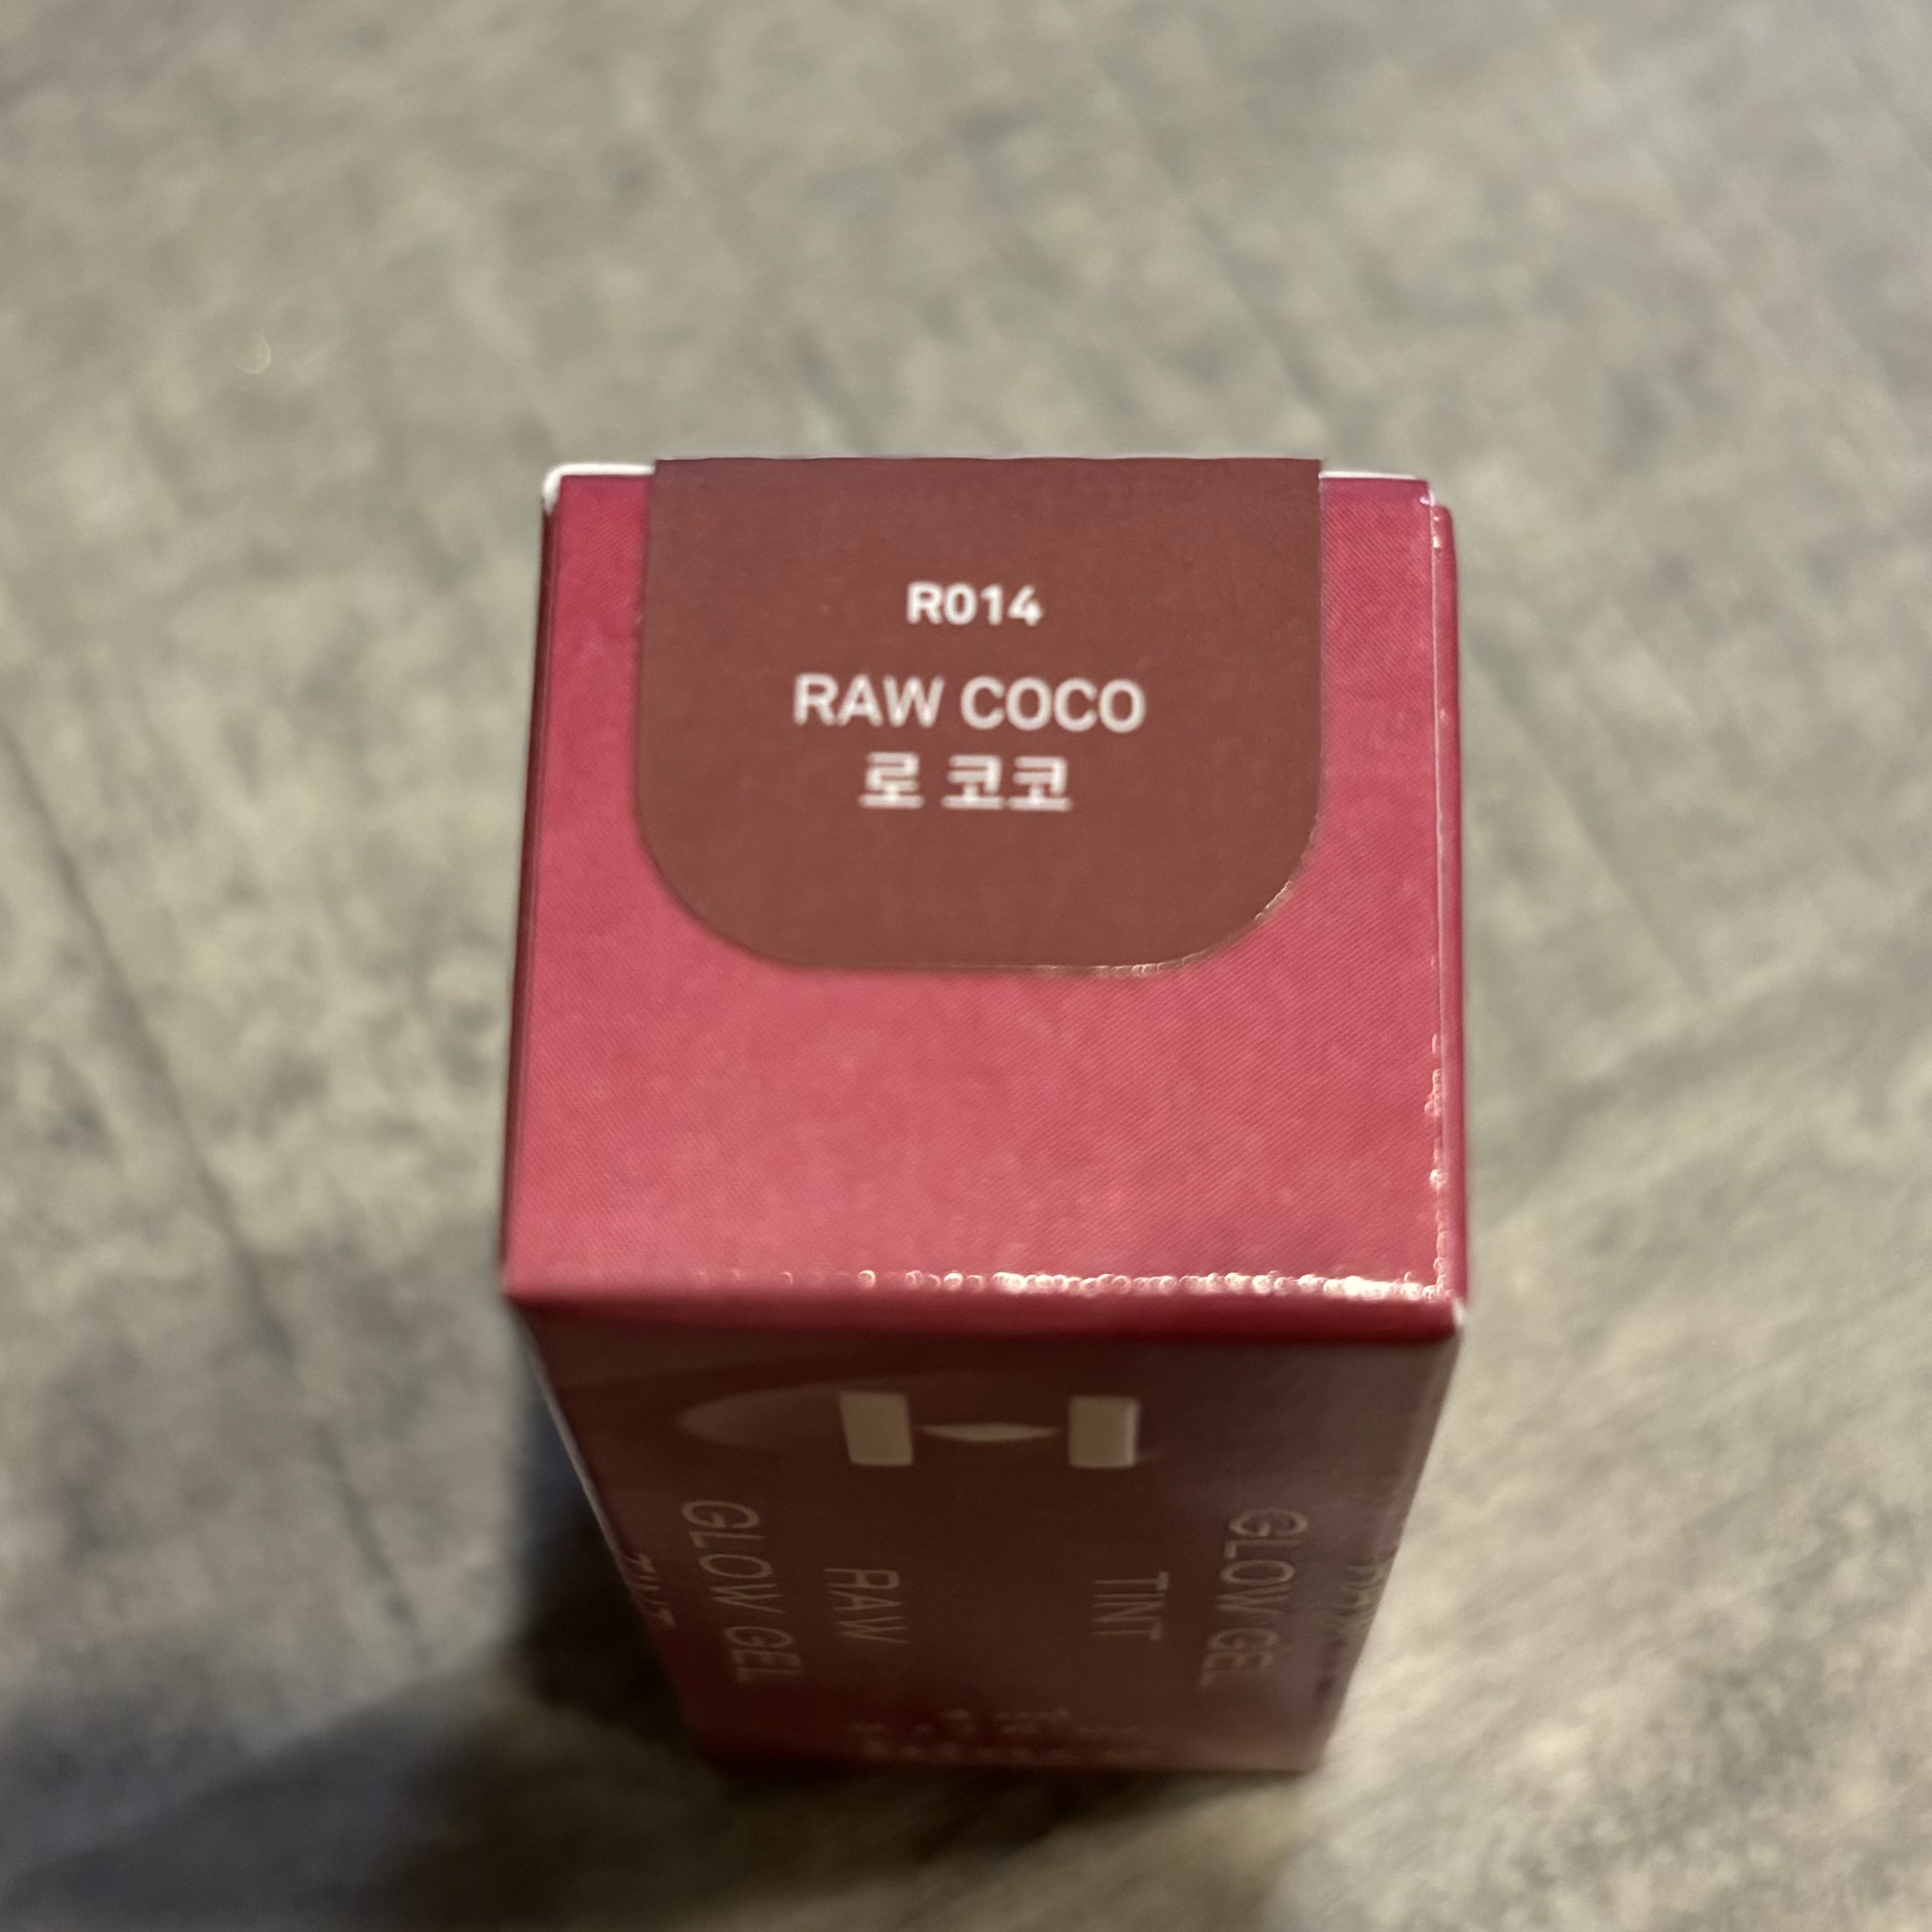 R014
RAW COCO
로 코코
GLOW GEL
TINT
RAW
GLOW GEL